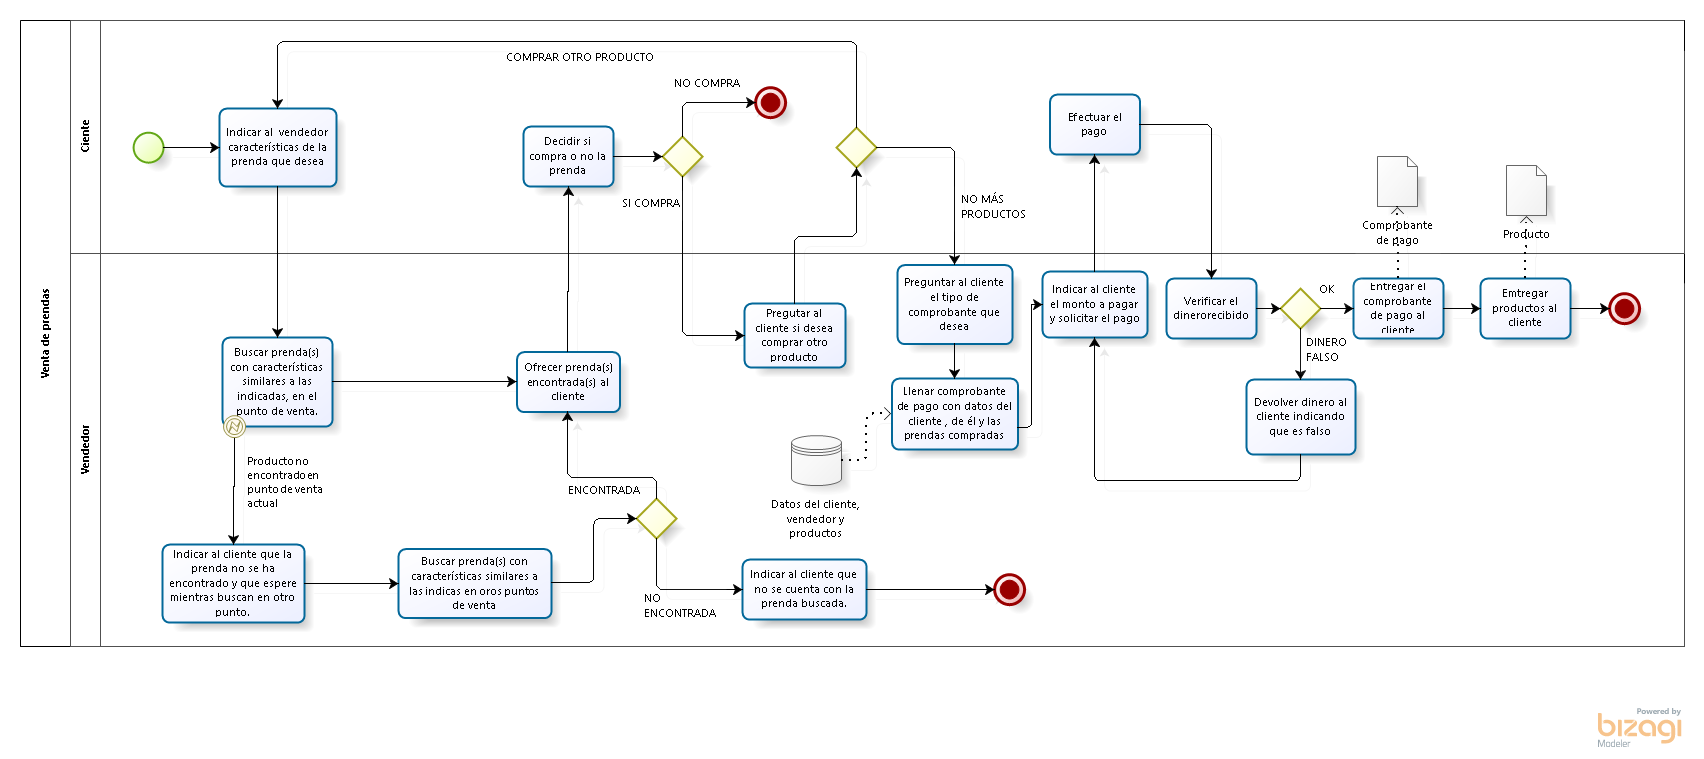 Venta de prendas
Cliente
Vendedor
COMPRAR OTRO PRODUCTO
Indicar al vendedor
características de la
prenda que desea
Decidir si
compra o no la
prenda
NO COMPRA
SI COMPRA
NO MÁS
PRODUCTOS
Efectuar el
pago
Comprobante
de pago
Producto
Buscar prenda(s)
con características
similares a las
indicadas, en el
punto de venta.
Producto no
encontrado en
punto de venta
actual
Ofrecer prenda(s)
encontrada(s) al
cliente
Pregutar al
cliente si desea
comprar otro
producto
Preguntar al cliente
el tipo de
comprobante que
desea
Llenar comprobante
de pago con datos del
cliente , de él y las
prendas compradas
Datos del cliente,
vendedor y
productos
Indicar al cliente
el monto a pagar
y solicitar el pago
Verificar el
dinerorecibido
OK
DINERO
FALSO
Devolver dinero al
cliente indicando
que es falso
Entregar el
comprobante
de pago al
cliente
Emtregar
productos al
cliente
Indicar al cliente que la
prenda no se ha
encontrado y que espere
mientras buscan en otro
punto.
Buscar prenda(s) con
características similares a
las indicas en oros puntos
de venta
ENCONTRADA
NO
ENCONTRADA
Indicar al cliente que
no se cuenta con la
prenda buscada.
Powered by
bizagi
Modeler